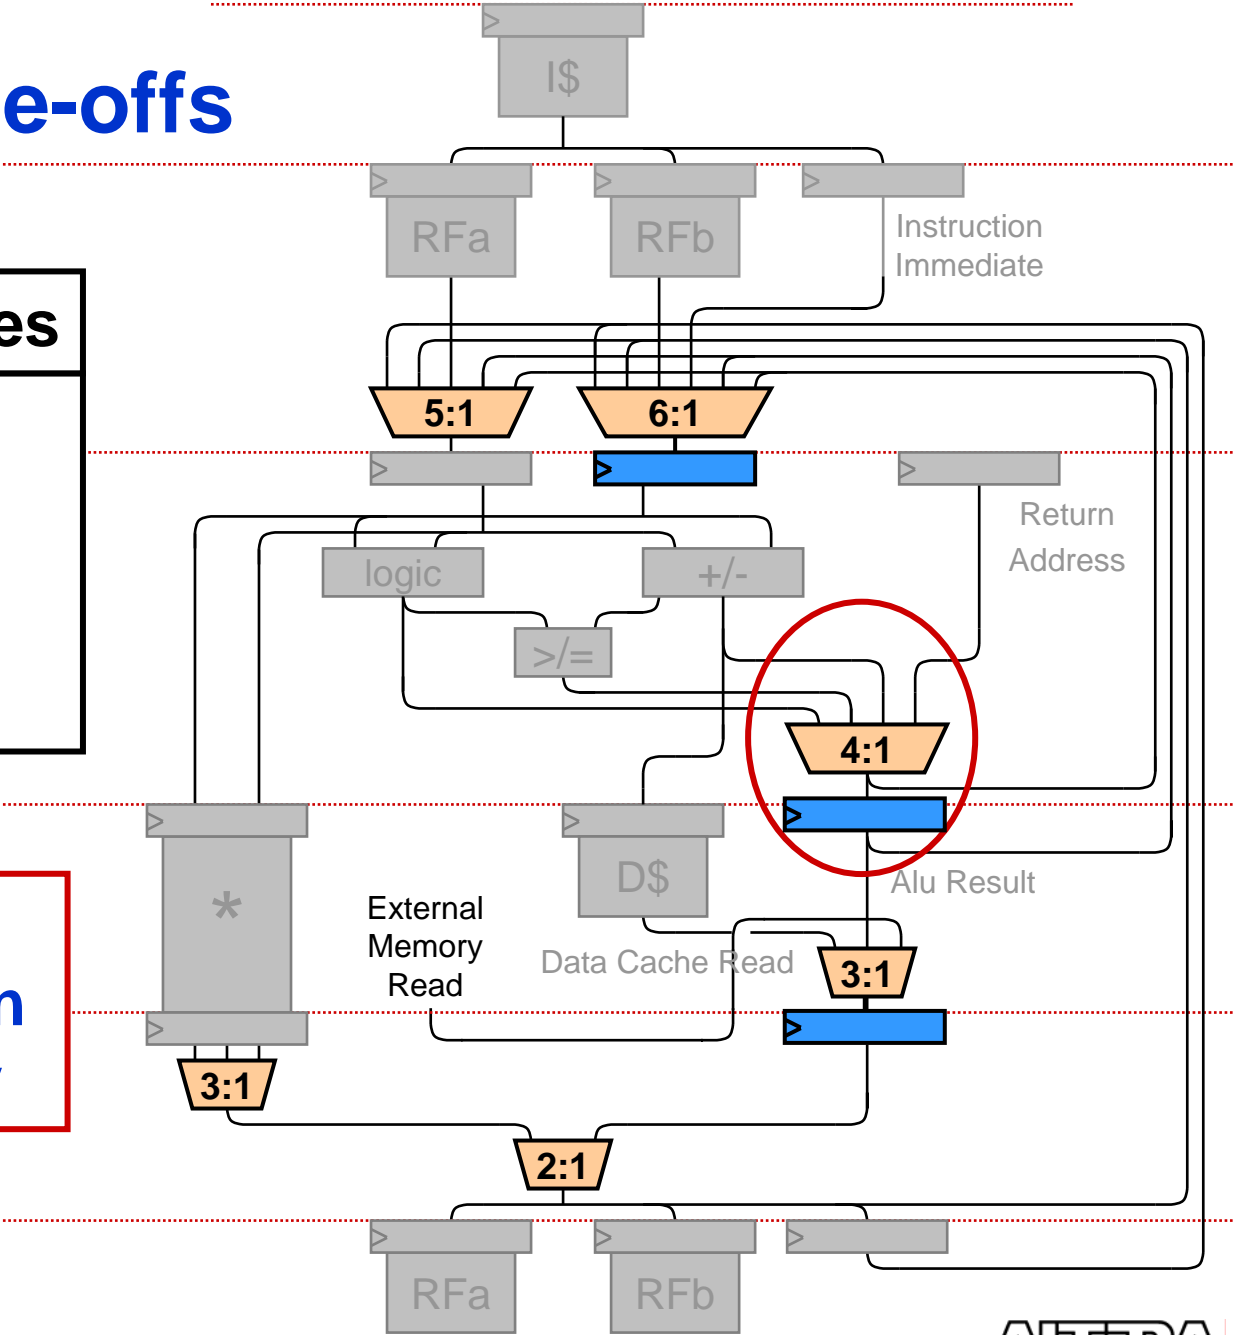 I$
e-offs
RFa
RFb
Instruction
Immediate
es
5:1
6:1
Return
Address
logic
+/-
>/=
4:1
*
D$
Alu Result
External
Memory
Read
Data Cache Read
3:1
n
3:1
2:1
RFa
RFb
ALTERA